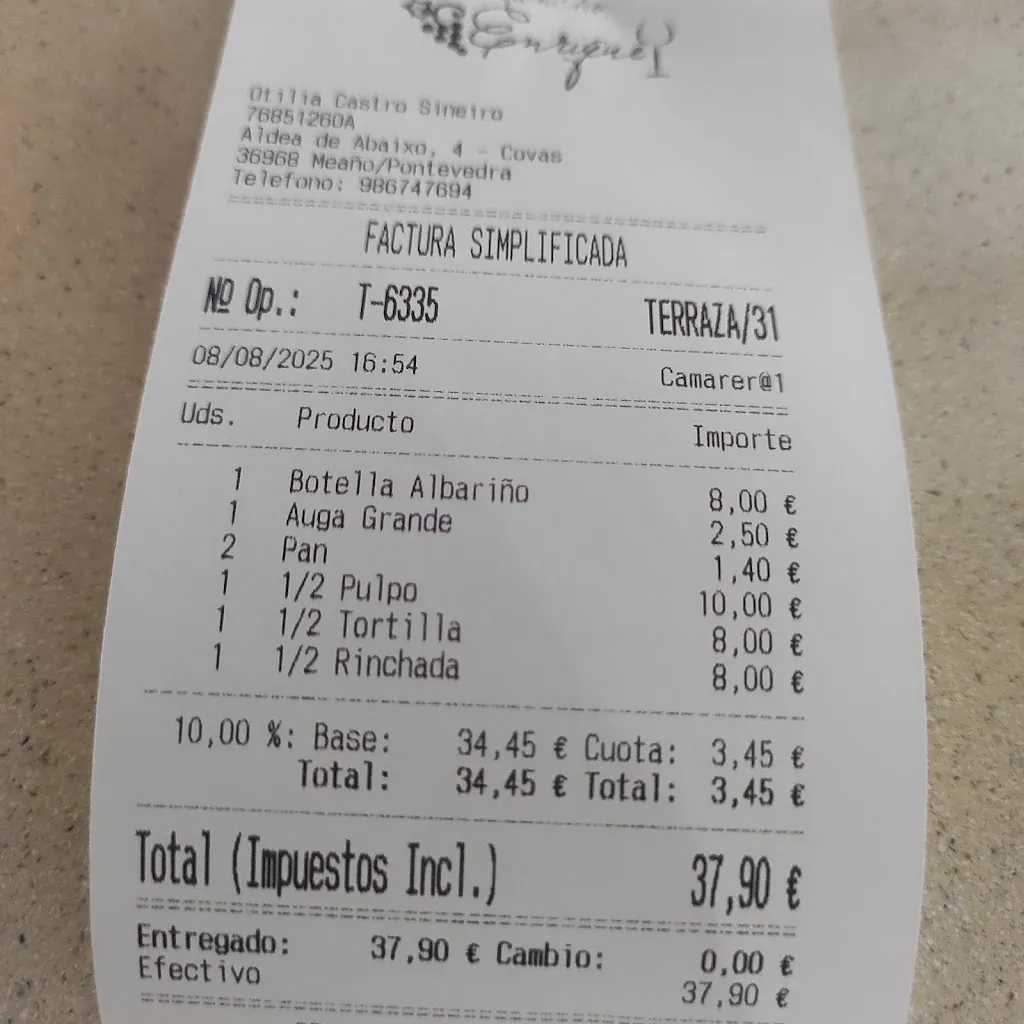 Enrique
Otilia Castro Sineiro
76851260A
Aldea de Abaixo, 4 - Covas
36968 Meaño/Pontevedra
Telefono: 986747694
FACTURA SIMPLIFICADA
Nº Op.: T-6335 TERRAZA/31
08/08/2025 16:54 Camarer@1
Uds. Producto Importe
1 Botella Albariño 8,00 €
1 Auga Grande 2,50 €
2 Pan 1,40 €
1 1/2 Pulpo 10,00 €
1 1/2 Tortilla 8,00 €
1 1/2 Rinchada 8,00 €
10,00 %: Base: 34,45 € Cuota: 3,45 €
Total: 34,45 € Total: 3,45 €
Total (Impuestos Incl.) 37,90 €
Entregado: 37,90 € Cambio: 0,00 €
Efectivo 37,90 €